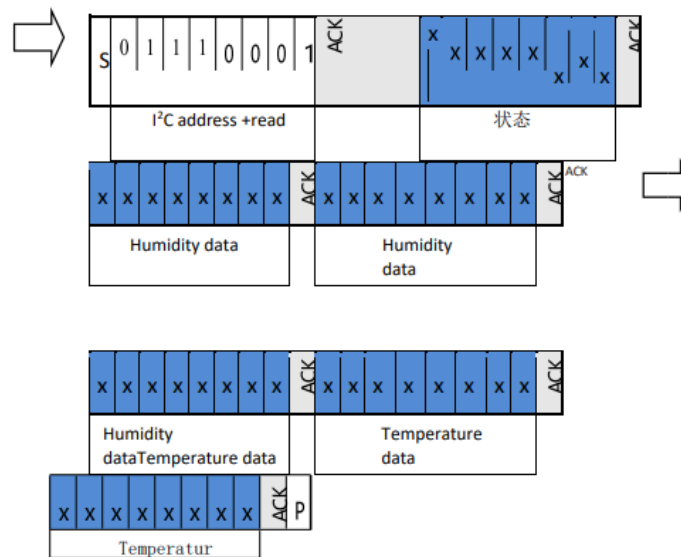 S 0 1 1 1 0 0 0 1 ACK x x x x x x x x ACK
I²C address +read 状态
x x x x x x x x ACK x x x x x x x x ACK ACK
Humidity data Humidity
data
x x x x x x x x ACK x x x x x x x x ACK
Humidity Temperature
dataTemperature data data
x x x x x x x x ACK P
Temperatur